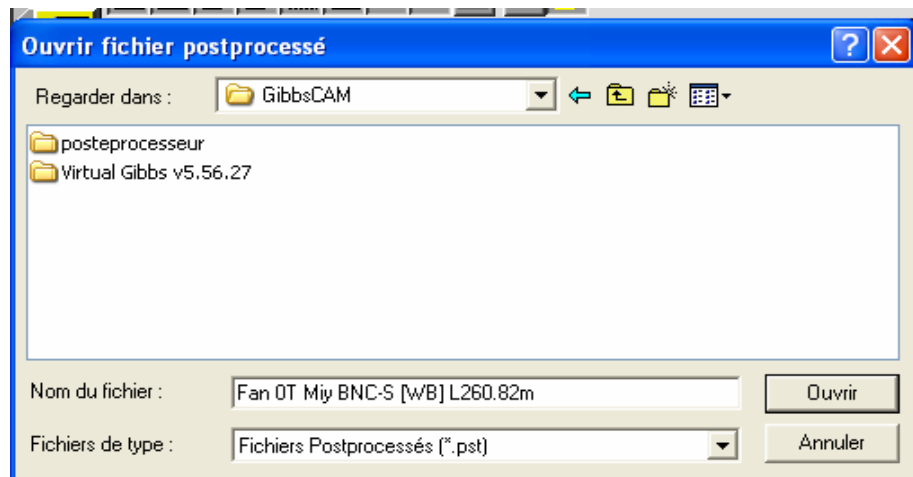 Ouvrir fichier postprocessé
Regarder dans : GibbsCAM
posteprocesseur
Virtual Gibbs v5.56.27
Nom du fichier : Fan 0T Miy BNC-S [WB] L260.82m Ouvrir
Fichiers de type : Fichiers Postprocessés (*.pst) Annuler